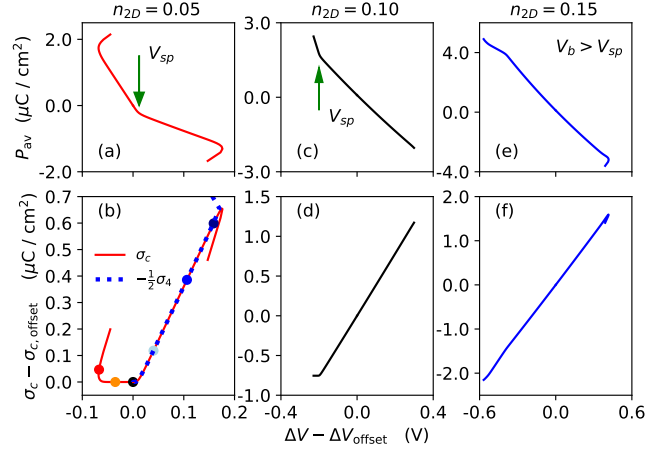 n2D = 0.05
n2D = 0.10
n2D = 0.15
Pav (μC / cm²)
2.0
0.0
-2.0
Vsp
(a)
3.0
0.0
-3.0
Vsp
(c)
4.0
0.0
-4.0
Vb > Vsp
(e)
σc − σc, offset (μC / cm²)
0.7
0.6
0.5
0.4
0.3
0.2
0.1
0.0
(b)
σc
−½σ4
-0.1 0.0 0.1 0.2
1.5
1.0
0.5
0.0
-0.5
-1.0
(d)
-0.4 0.0 0.4
2.0
1.0
0.0
-1.0
-2.0
(f)
-0.6 0.0 0.6
ΔV − ΔVoffset (V)